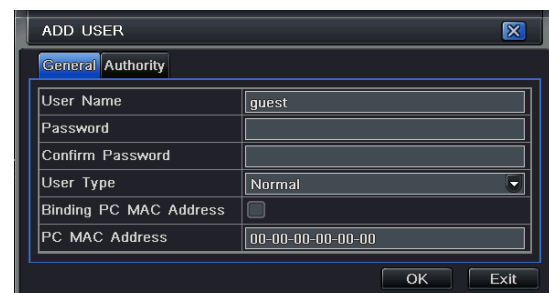 ADD USER
General Authority
User Name guest
Password
Confirm Password
User Type Normal
Binding PC MAC Address
PC MAC Address 00-00-00-00-00-00
OK Exit